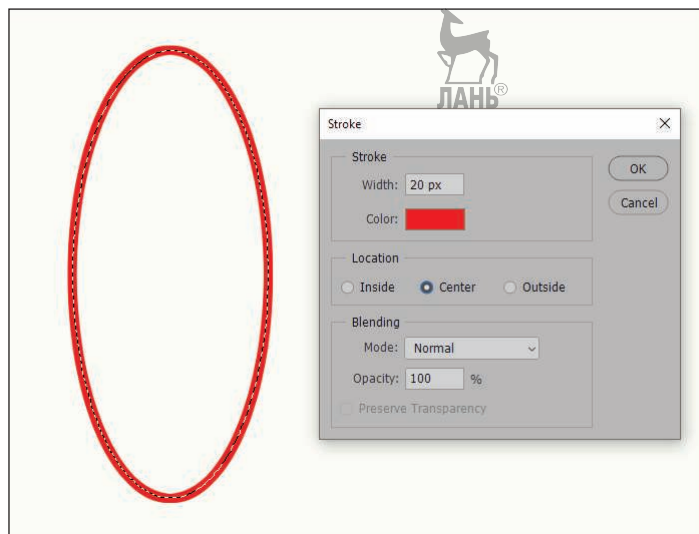 ЛАНЬ®
Stroke
Stroke
Width: 20 px
Color:
OK
Cancel
Location
Inside Center Outside
Blending
Mode: Normal
Opacity: 100 %
Preserve Transparency